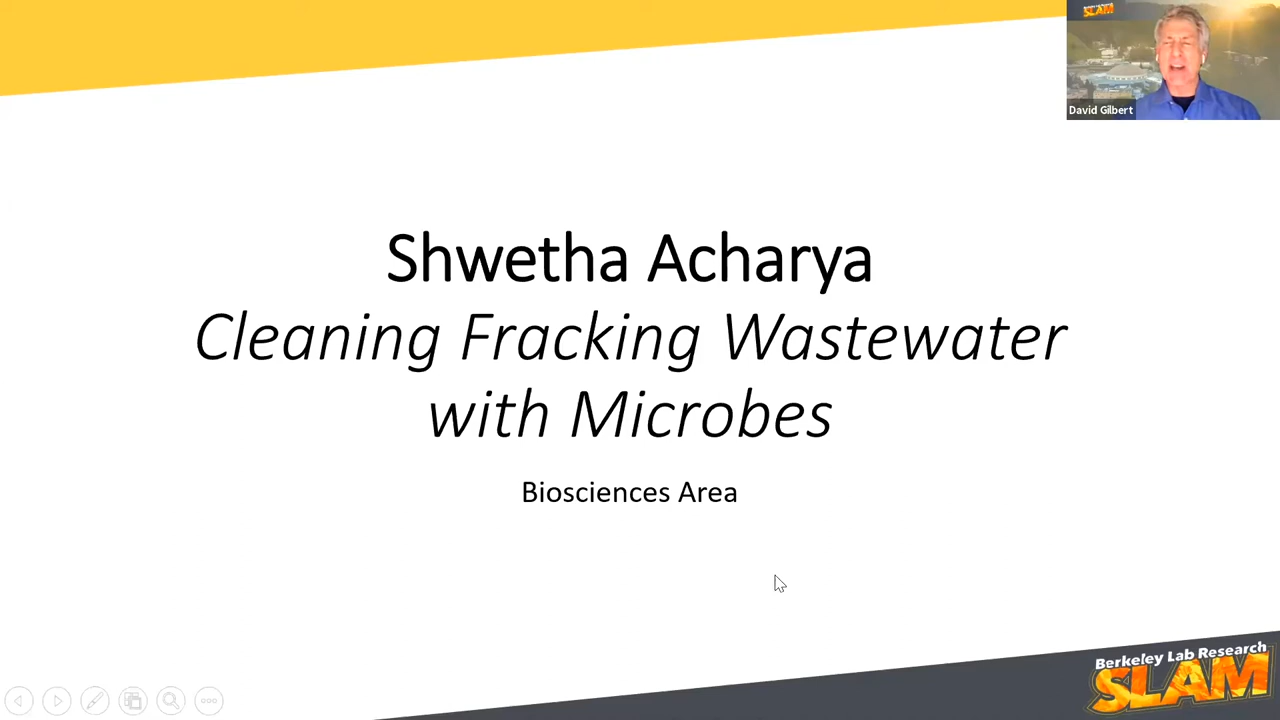 SLAM
David Gilbert
Shwetha Acharya
Cleaning Fracking Wastewater
with Microbes
Biosciences Area
Berkeley Lab Research
SLAM